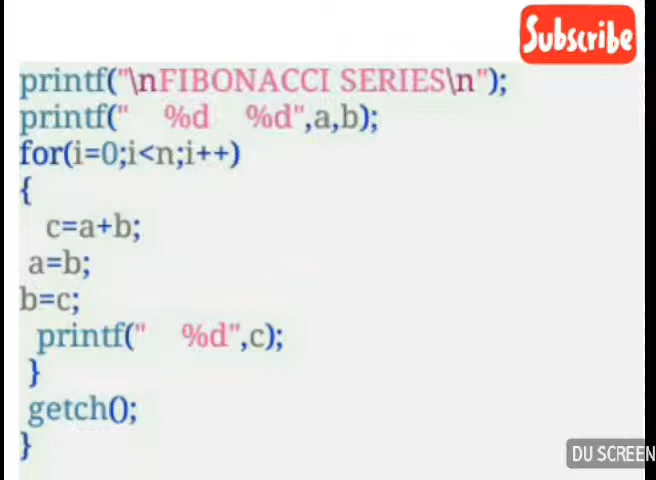 Subscribe
printf("\nFIBONACCI SERIES\n");
printf("   %d   %d",a,b);
for(i=0;i<n;i++)
{
c=a+b;
a=b;
b=c;
printf("   %d",c);
}
getch();
}
DU SCREEN